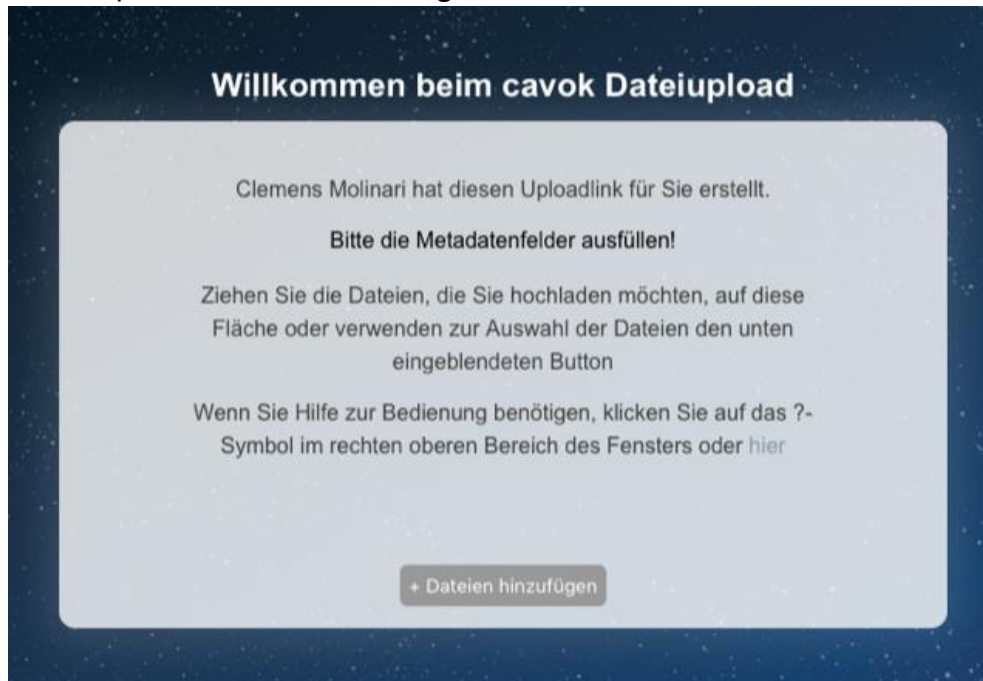 Willkommen beim cavok Dateiupload
Clemens Molinari hat diesen Uploadlink für Sie erstellt.
Bitte die Metadatenfelder ausfüllen!
Ziehen Sie die Dateien, die Sie hochladen möchten, auf diese
Fläche oder verwenden zur Auswahl der Dateien den unten
eingeblendeten Button
Wenn Sie Hilfe zur Bedienung benötigen, klicken Sie auf das ?-
Symbol im rechten oberen Bereich des Fensters oder hier
+ Dateien hinzufügen